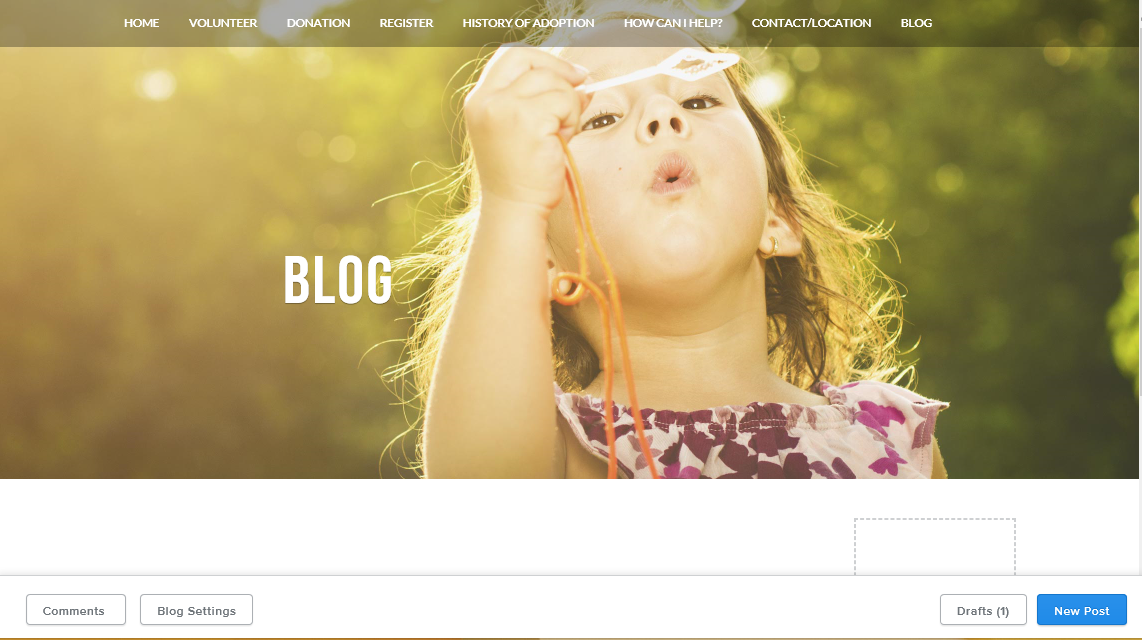 HOME VOLUNTEER DONATION REGISTER HISTORY OF ADOPTION HOW CAN I HELP? CONTACT/LOCATION BLOG
BLOG
Comments Blog Settings Drafts (1) New Post